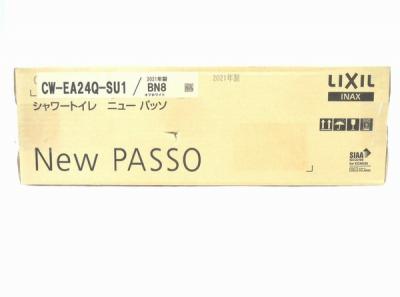 CW-EA24Q-SU1 / 2021年製 BN8 オフホワイト
2021年製
LIXIL
INAX
シャワートイレ ニュー パッソ
New PASSO
SIAA